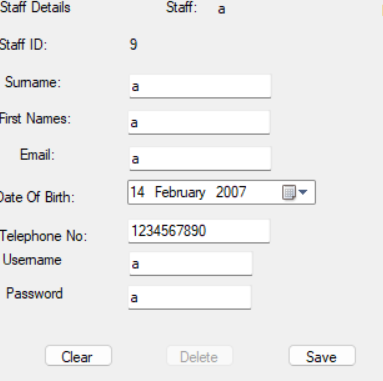 Staff Details Staff: a
Staff ID: 9
Surname: a
First Names: a
Email: a
Date Of Birth: 14 February 2007
Telephone No: 1234567890
Username a
Password a
Clear Delete Save